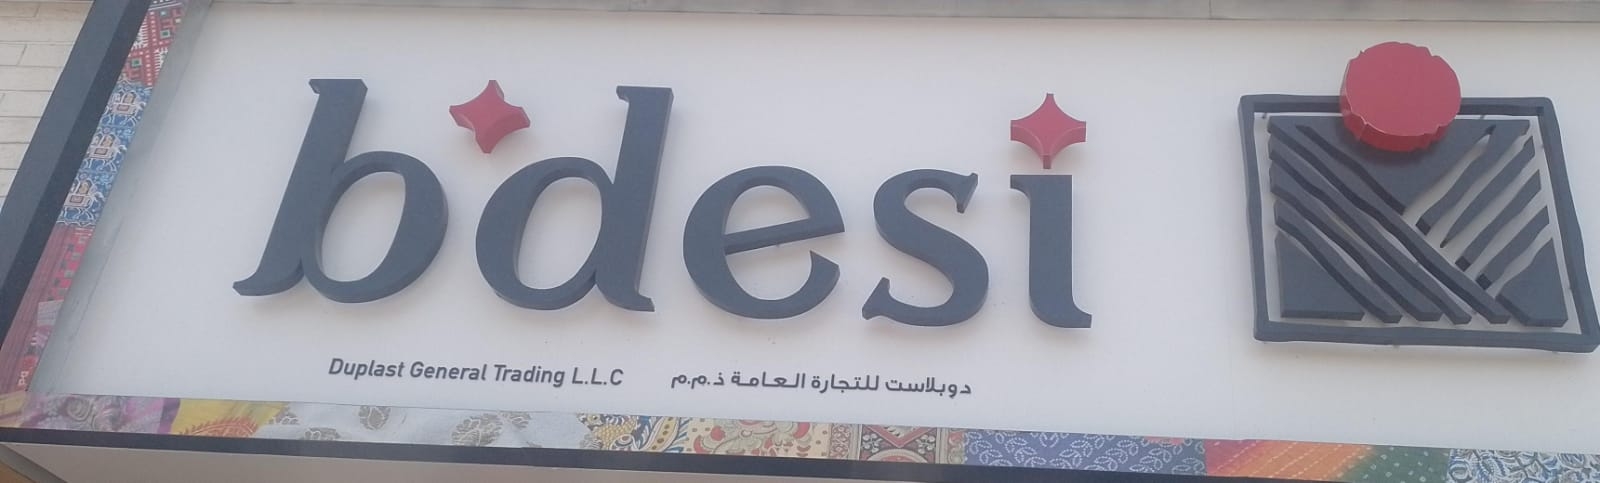 b'desi
Duplast General Trading L.L.C
دوبلاست للتجارة العامة ذ.م.م